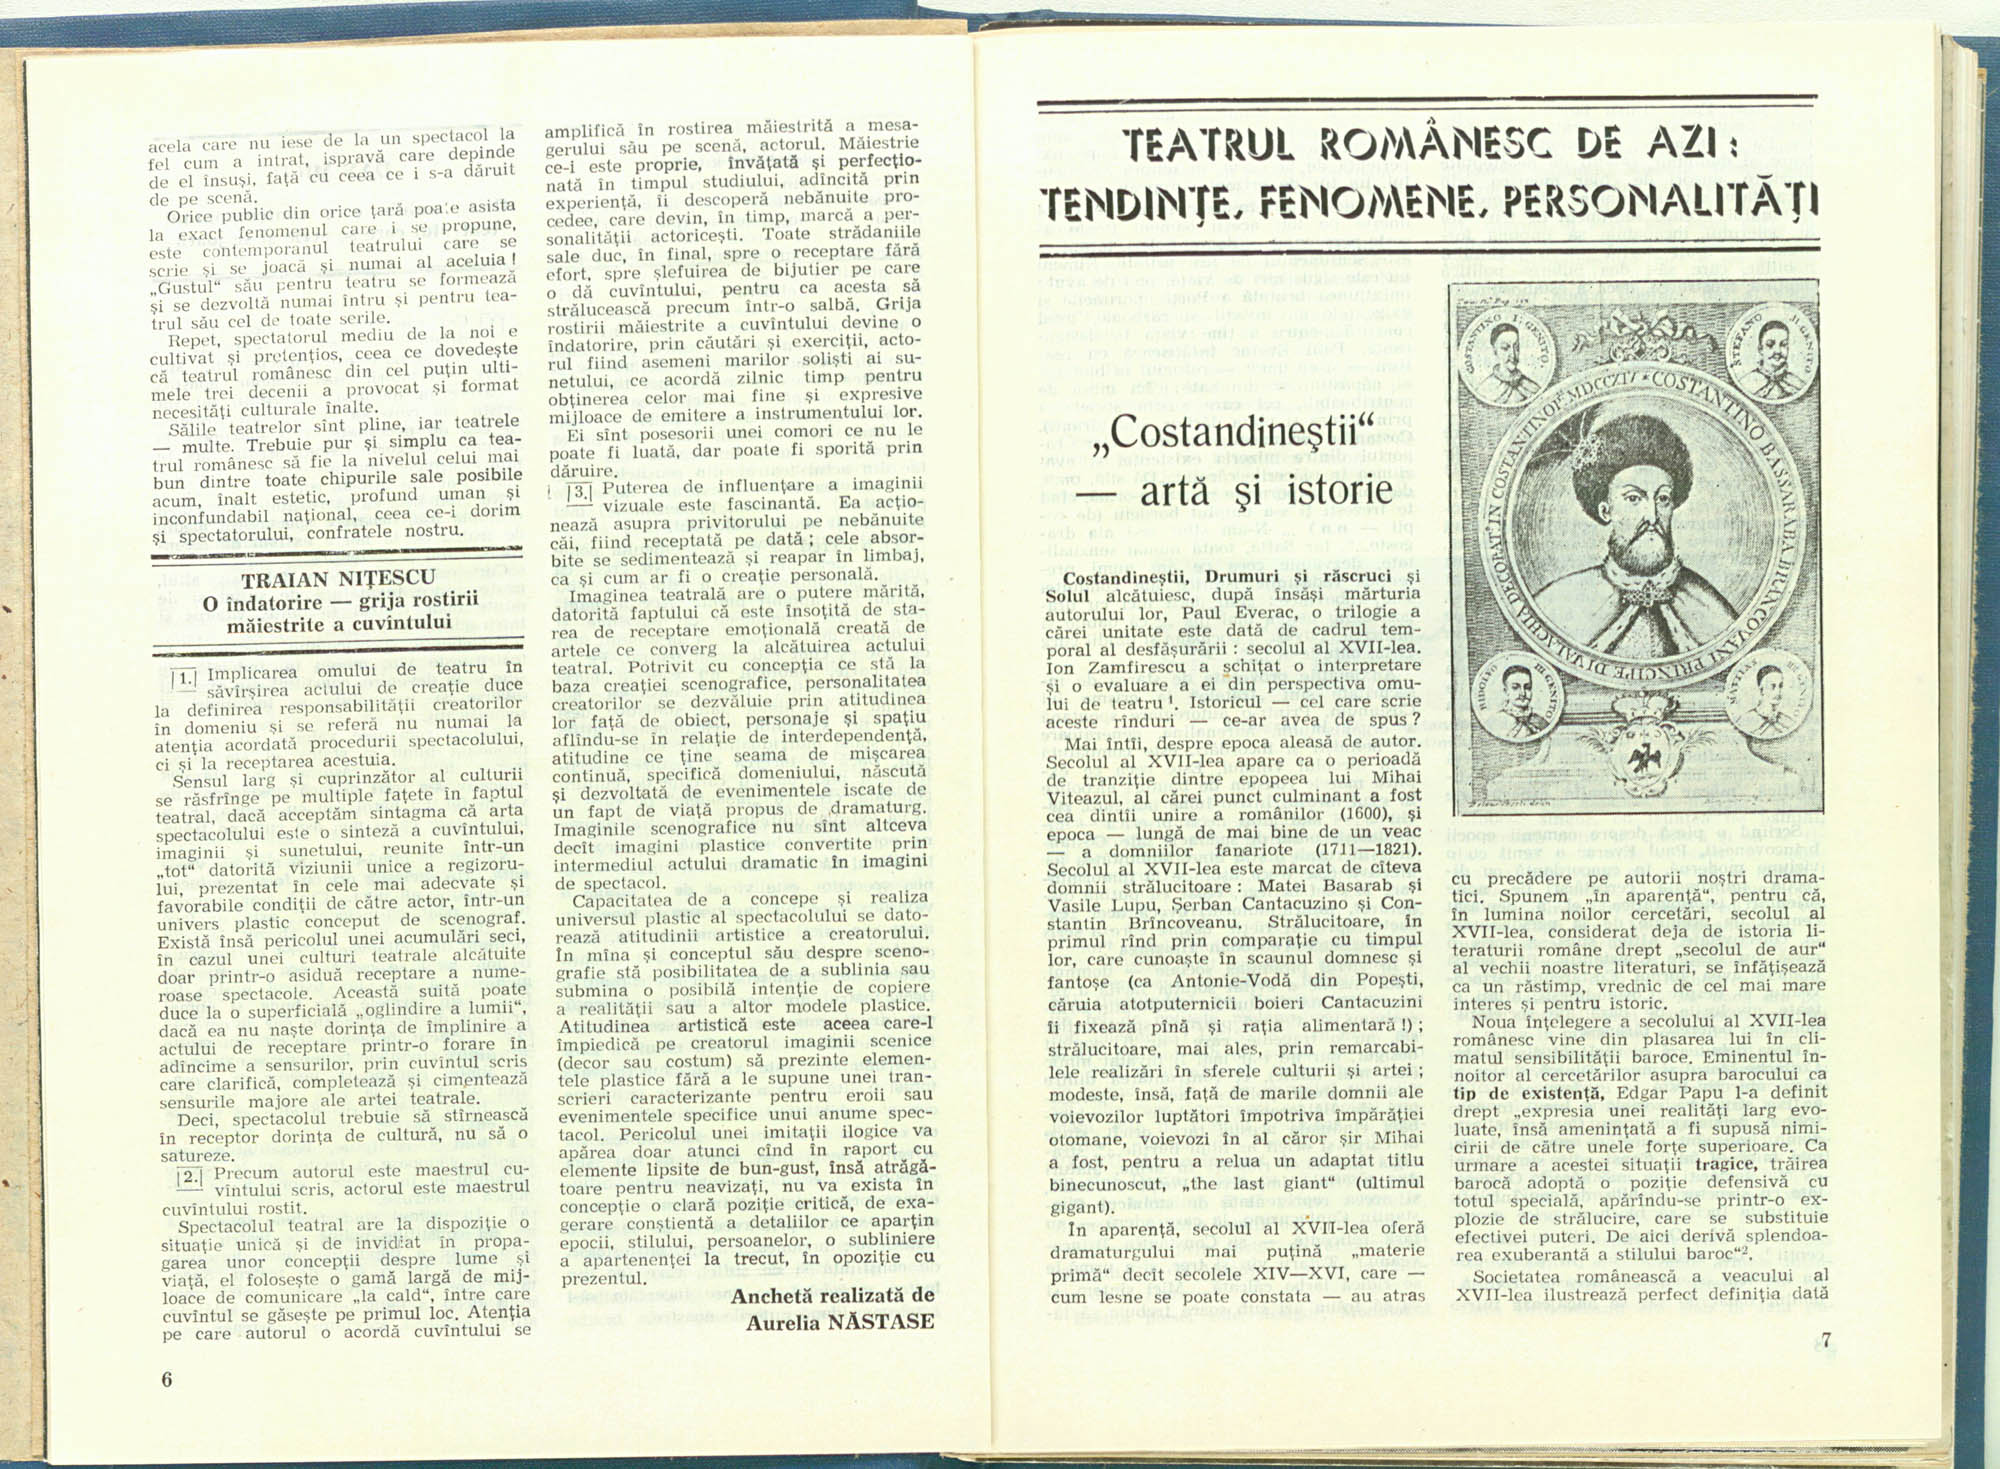 acela care nu iese de la un spectacol la
fel cum a intrat, ispravă care depinde
de el însuşi, faţă cu ceea ce i s-a dăruit
de pe scenă.
Orice public din orice ţară poate asista
la exact fenomenul care i se propune,
este contemporanul teatrului care se
scrie şi se joacă şi numai al aceluia !
„Gustul“ său pentru teatru se formează
şi se dezvoltă numai întru şi pentru tea-
trul său cel de toate serile.
Repet, spectatorul mediu de la noi e
cultivat şi pretenţios, ceea ce dovedeşte
că teatrul românesc din cel puţin ulti-
mele trei decenii a provocat şi format
necesităţi culturale înalte.
Sălile teatrelor sînt pline, iar teatrele
— multe. Trebuie pur şi simplu ca tea-
trul românesc să fie la nivelul celui mai
bun dintre toate chipurile sale posibile
acum, înalt estetic, profund uman şi
inconfundabil naţional, ceea ce-i dorim
şi spectatorului, confratele nostru.
TRAIAN NIŢESCU
O îndatorire — grija rostirii
măiestrite a cuvîntului
1. Implicarea omului de teatru în
săvîrşirea actului de creaţie duce
la definirea responsabilităţii creatorilor
în domeniu şi se referă nu numai la
atenţia acordată procedurii spectacolului,
ci şi la receptarea acestuia.
Sensul larg şi cuprinzător al culturii
se răsfrînge pe multiple faţete în faptul
teatral, dacă acceptăm sintagma că arta
spectacolului este o sinteză a cuvîntului,
imaginii şi sunetului, reunite într-un
„tot“ datorită viziunii unice a regizoru-
lui, prezentat în cele mai adecvate şi
favorabile condiţii de către actor, într-un
univers plastic conceput de scenograf.
Există însă pericolul unei acumulări seci,
în cazul unei culturi teatrale alcătuite
doar printr-o asiduă receptare a nume-
roase spectacole. Această suită poate
duce la o superficială „oglindire a lumii“,
dacă ea nu naşte dorinţa de împlinire a
actului de receptare printr-o forare în
adîncime a sensurilor, prin cuvîntul scris
care clarifică, completează şi cimentează
sensurile majore ale artei teatrale.
Deci, spectacolul trebuie să stîrnească
în receptor dorinţa de cultură, nu să o
satureze.
2. Precum autorul este maestrul cu-
vîntului scris, actorul este maestrul
cuvîntului rostit.
Spectacolul teatral are la dispoziţie o
situaţie unică şi de invidiat în propa-
garea unor concepţii despre lume şi
viaţă, el foloseşte o gamă largă de mij-
loace de comunicare „la cald“, între care
cuvîntul se găseşte pe primul loc. Atenţia
pe care autorul o acordă cuvîntului se
amplifică în rostirea măiestrită a mesa-
gerului său pe scenă, actorul. Măiestrie
ce-i este proprie, învăţată şi perfecţio-
nată în timpul studiului, adîncită prin
experienţă, îi descoperă nebănuite pro-
cedee, care devin, în timp, marcă a per-
sonalităţii actoriceşti. Toate strădaniile
sale duc, în final, spre o receptare fără
efort, spre şlefuirea de bijutier pe care
o dă cuvîntului, pentru ca acesta să
strălucească precum într-o salbă. Grija
rostirii măiestrite a cuvîntului devine o
îndatorire, prin căutări şi exerciţii, acto-
rul fiind asemeni marilor solişti ai su-
netului, ce acordă zilnic timp pentru
obţinerea celor mai fine şi expresive
mijloace de emitere a instrumentului lor.
Ei sînt posesorii unei comori ce nu le
poate fi luată, dar poate fi sporită prin
dăruire.
3. Puterea de influenţare a imaginii
vizuale este fascinantă. Ea acţio-
nează asupra privitorului pe nebănuite
căi, fiind receptată pe dată ; cele absor-
bite se sedimentează şi reapar în limbaj,
ca şi cum ar fi o creaţie personală.
Imaginea teatrală are o putere mărită,
datorită faptului că este însoţită de sta-
rea de receptare emoţională creată de
artele ce converg la alcătuirea actului
teatral. Potrivit cu concepţia ce stă la
baza creaţiei scenografice, personalitatea
creatorilor se dezvăluie prin atitudinea
lor faţă de obiect, personaje şi spaţiu
aflîndu-se în relaţie de interdependenţă,
atitudine ce ţine seama de mişcarea
continuă, specifică domeniului, născută
şi dezvoltată de evenimentele iscate de
un fapt de viaţă propus de dramaturg.
Imaginile scenografice nu sînt altceva
decît imagini plastice convertite prin
intermediul actului dramatic în imagini
de spectacol.
Capacitatea de a concepe şi realiza
universul plastic al spectacolului se dato-
rează atitudinii artistice a creatorului.
În mîna şi conceptul său despre sceno-
grafie stă posibilitatea de a sublinia sau
submina o posibilă intenţie de copiere
a realităţii sau a altor modele plastice.
Atitudinea artistică este aceea care-l
împiedică pe creatorul imaginii scenice
(decor sau costum) să prezinte elemen-
tele plastice fără a le supune unei tran-
scrieri caracterizante pentru eroii sau
evenimentele specifice unui anume spec-
tacol. Pericolul unei imitaţii ilogice va
apărea doar atunci cînd în raport cu
elemente lipsite de bun-gust, însă atrăgă-
toare pentru neavizaţi, nu va exista în
concepţie o clară poziţie critică, de exa-
gerare conştientă a detaliilor ce aparţin
epocii, stilului, persoanelor, o subliniere
a apartenenţei la trecut, în opoziţie cu
prezentul.
Anchetă realizată de
Aurelia NĂSTASE
6
TEATRUL ROMÂNESC DE AZI :
TENDINŢE, FENOMENE, PERSONALITĂŢI
„Costandineştii“
— artă şi istorie
Costandineştii, Drumuri şi răscruci şi
Solul alcătuiesc, după însăşi mărturia
autorului lor, Paul Everac, o trilogie a
cărei unitate este dată de cadrul tem-
poral al desfăşurării : secolul al XVII-lea.
Ion Zamfirescu a schiţat o interpretare
şi o evaluare a ei din perspectiva omu-
lui de teatru ¹. Istoricul — cel care scrie
aceste rînduri — ce-ar avea de spus ?
Mai întîi, despre epoca aleasă de autor.
Secolul al XVII-lea apare ca o perioadă
de tranziţie dintre epopeea lui Mihai
Viteazul, al cărei punct culminant a fost
cea dintîi unire a românilor (1600), şi
epoca — lungă de mai bine de un veac
— a domniilor fanariote (1711—1821).
Secolul al XVII-lea este marcat de cîteva
domnii strălucitoare : Matei Basarab şi
Vasile Lupu, Şerban Cantacuzino şi Con-
stantin Brîncoveanu. Strălucitoare, în
primul rînd prin comparaţie cu timpul
lor, care cunoaşte în scaunul domnesc şi
fantoşe (ca Antonie-Vodă din Popeşti,
căruia atotputernicii boieri Cantacuzini
îi fixează pînă şi raţia alimentară !) ;
strălucitoare, mai ales, prin remarcabi-
lele realizări în sferele culturii şi artei ;
modeste, însă, faţă de marile domnii ale
voievozilor luptători împotriva împărăţiei
otomane, voievozi în al căror şir Mihai
a fost, pentru a relua un adaptat titlu
binecunoscut, „the last giant“ (ultimul
gigant).
În aparenţă, secolul al XVII-lea oferă
dramaturgului mai puţină „materie
primă“ decît secolele XIV—XVI, care —
cum lesne se poate constata — au atras
COSTANTINO I: GENITO.
STEFANO II GENITO
COSTANTINO BASSARABA BRANCOVANI PRINCIPE DI VALACHIA DECOPAT: IN COSTANTINOP: MDCCXIV
RIDOLFO III GENITO
cu precădere pe autorii noştri drama-
tici. Spunem „în aparenţă“, pentru că,
în lumina noilor cercetări, secolul al
XVII-lea, considerat deja de istoria li-
teraturii române drept „secolul de aur“
al vechii noastre literaturi, se înfăţişează
ca un răstimp, vrednic de cel mai mare
interes şi pentru istoric.
Noua înţelegere a secolului al XVII-lea
românesc vine din plasarea lui în cli-
matul sensibilităţii baroce. Eminentul în-
noitor al cercetărilor asupra barocului ca
tip de existenţă, Edgar Papu l-a definit
drept „expresia unei realităţi larg evo-
luate, însă ameninţată a fi supusă nimi-
cirii de către unele forţe superioare. Ca
urmare a acestei situaţii tragice, trăirea
barocă adoptă o poziţie defensivă cu
totul specială, apărîndu-se printr-o ex-
plozie de strălucire, care se substituie
efectivei puteri. De aici derivă splendoa-
rea exuberantă a stilului baroc“².
Societatea românească a veacului al
XVII-lea ilustrează perfect definiţia dată
7